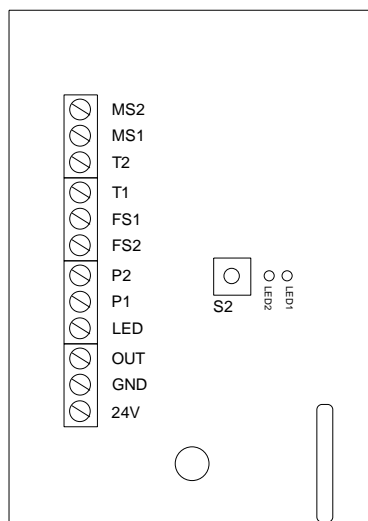 MS2
MS1
T2
T1
FS1
FS2
P2
P1
LED
OUT
GND
24V
S2
LED2
LED1